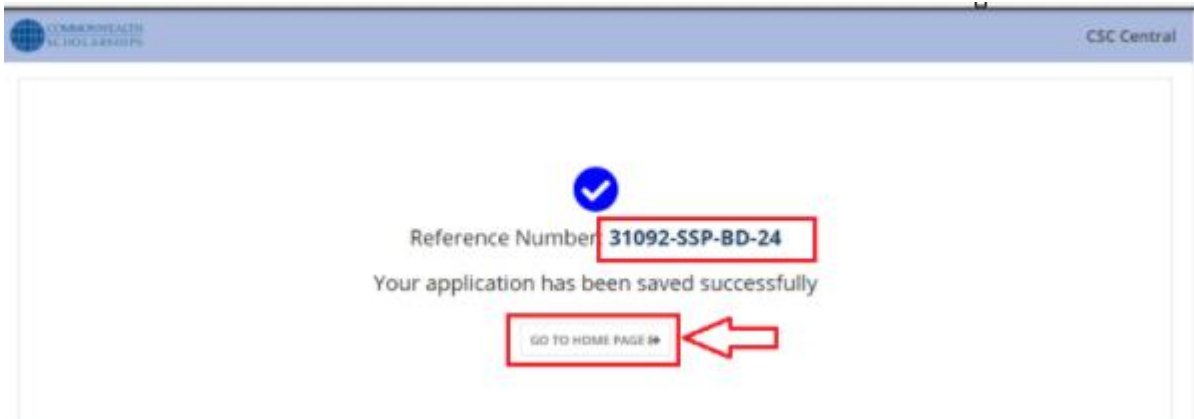 COMMONWEALTH
SCHOLARSHIPS
CSC Central
Reference Number: 31092-SSP-BD-24
Your application has been saved successfully
GO TO HOME PAGE